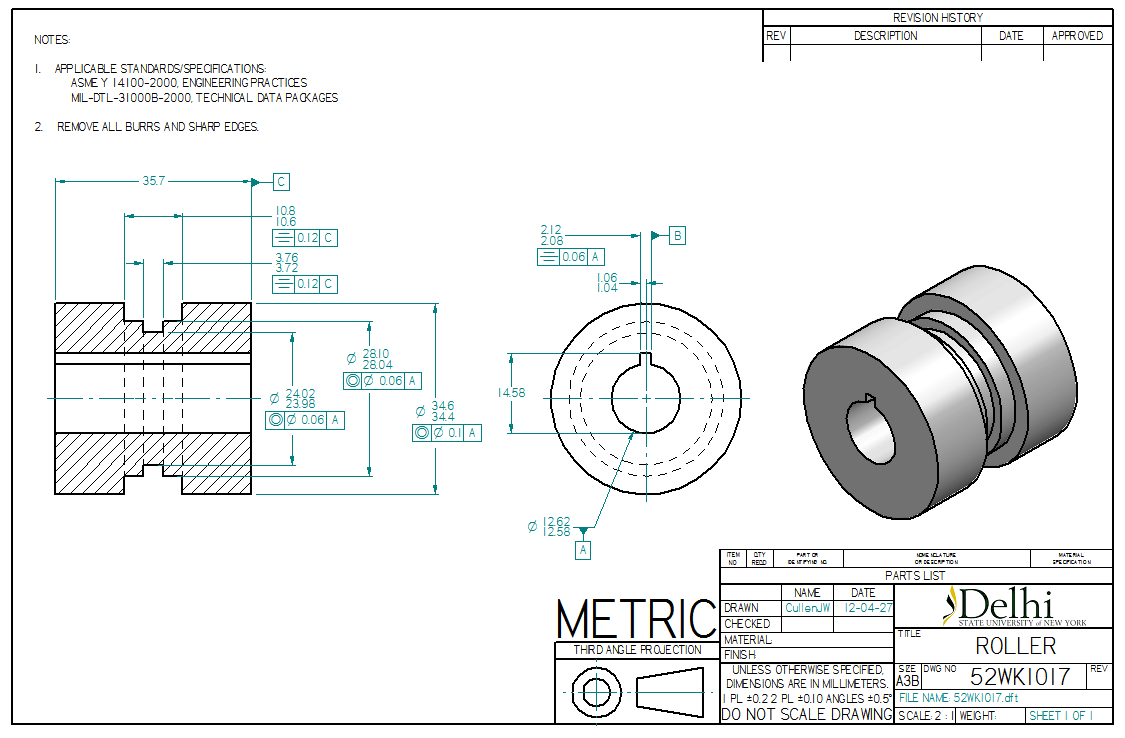 REVISION HISTORY
REV DESCRIPTION DATE APPROVED
NOTES:
1. APPLICABLE STANDARDS/SPECIFICATIONS:
ASME Y 14100-2000, ENGINEERING PRACTICES
MIL-DTL-31000B-2000, TECHNICAL DATA PACKAGES
2. REMOVE ALL BURRS AND SHARP EDGES.
35.7
C
10.8
10.6
⌯ 0.12 C
3.76
3.72
⌯ 0.12 C
2.12
2.08
B
⌯ 0.06 A
1.06
1.04
⌀ 28.10
28.04
◎ ⌀ 0.06 A
⌀ 24.02
23.98
◎ ⌀ 0.06 A
⌀ 34.6
34.4
◎ ⌀ 0.1 A
14.58
⌀ 12.62
12.58
A
ITEM NO
QTY REQD
PART OR IDENTIFYING NO.
NOMENCLATURE OR DESCRIPTION
MATERIAL SPECIFICATION
PARTS LIST
NAME DATE
DRAWN CullenJW 12-04-27
CHECKED
MATERIAL:
FINISH:
UNLESS OTHERWISE SPECIFIED,
DIMENSIONS ARE IN MILLIMETERS.
1 PL ±0.2 2 PL ±0.10 ANGLES ±0.5°
DO NOT SCALE DRAWING
Delhi
STATE UNIVERSITY of NEW YORK
TITLE
ROLLER
SIZE
A3B
DWG NO
52WK1017
REV
FILE NAME: 52WK1017.dft
SCALE: 2 : 1 WEIGHT: SHEET 1 OF 1
METRIC
THIRD ANGLE PROJECTION